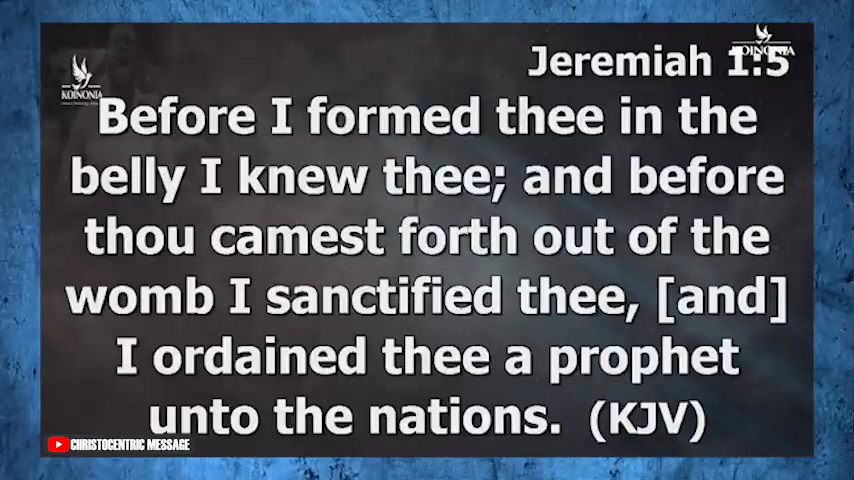 KOINONIA
Jeremiah 1:5
KOINONIA
Before I formed thee in the
belly I knew thee; and before
thou camest forth out of the
womb I sanctified thee, [and]
I ordained thee a prophet
unto the nations. (KJV)
CHRISTOCENTRIC MESSAGE